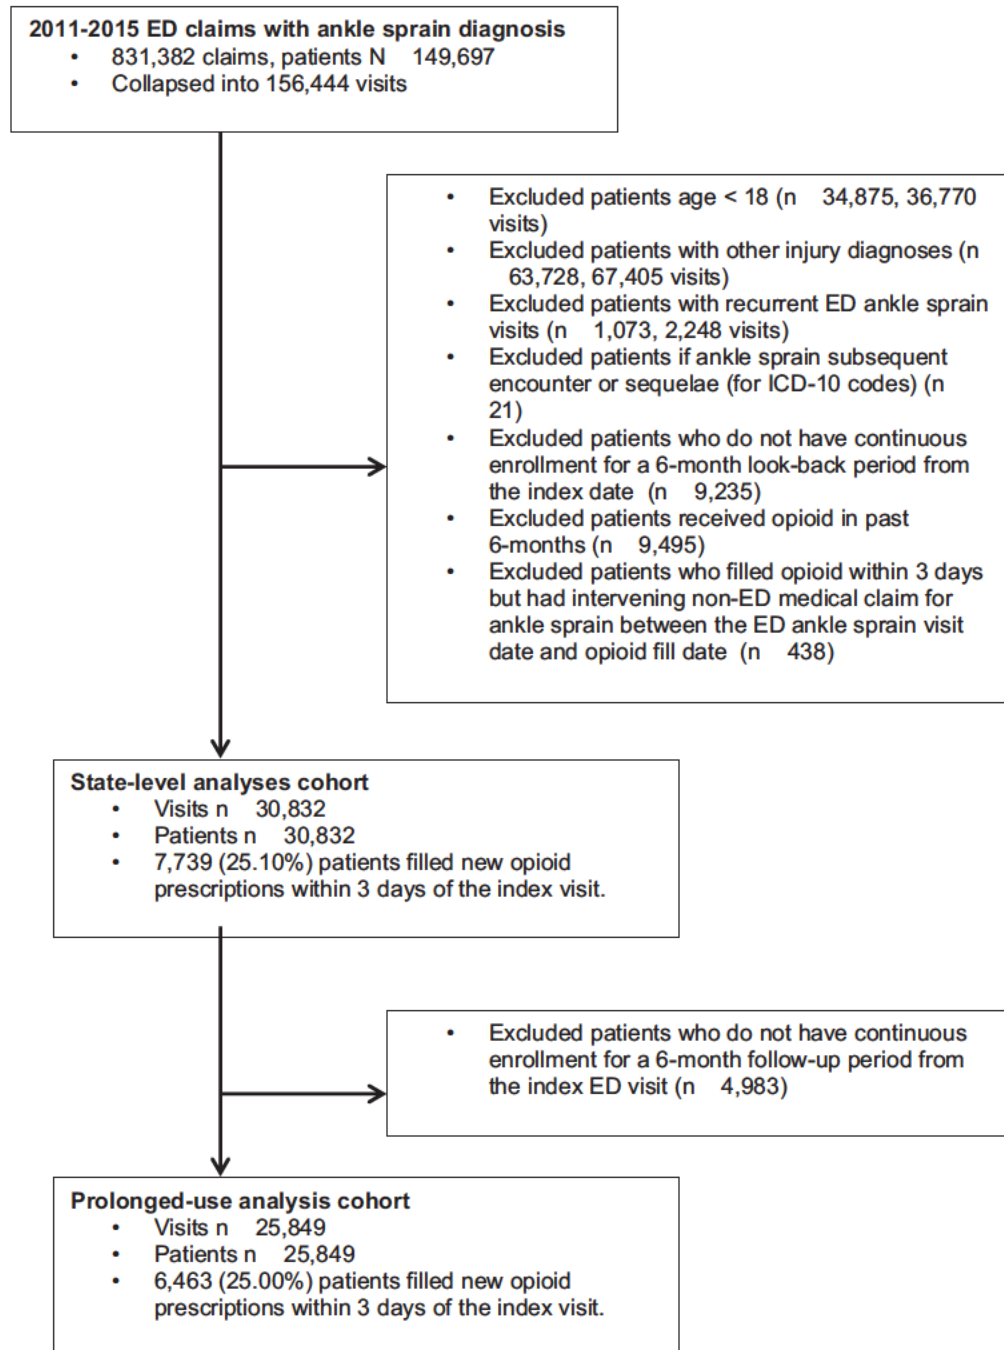 2011-2015 ED claims with ankle sprain diagnosis
• 831,382 claims, patients N 149,697
• Collapsed into 156,444 visits
• Excluded patients age < 18 (n 34,875, 36,770
visits)
• Excluded patients with other injury diagnoses (n
63,728, 67,405 visits)
• Excluded patients with recurrent ED ankle sprain
visits (n 1,073, 2,248 visits)
• Excluded patients if ankle sprain subsequent
encounter or sequelae (for ICD-10 codes) (n
21)
• Excluded patients who do not have continuous
enrollment for a 6-month look-back period from
the index date (n 9,235)
• Excluded patients received opioid in past
6-months (n 9,495)
• Excluded patients who filled opioid within 3 days
but had intervening non-ED medical claim for
ankle sprain between the ED ankle sprain visit
date and opioid fill date (n 438)
State-level analyses cohort
• Visits n 30,832
• Patients n 30,832
• 7,739 (25.10%) patients filled new opioid
prescriptions within 3 days of the index visit.
• Excluded patients who do not have continuous
enrollment for a 6-month follow-up period from
the index ED visit (n 4,983)
Prolonged-use analysis cohort
• Visits n 25,849
• Patients n 25,849
• 6,463 (25.00%) patients filled new opioid
prescriptions within 3 days of the index visit.